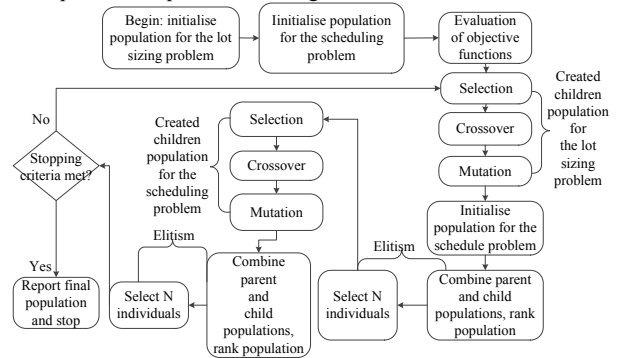 Begin: initialise
population for the lot
sizing problem
Iinitialise population
for the scheduling
problem
Evaluation
of objective
functions
Selection
Crossover
Mutation
Created
children
population
for
the lot
sizing
problem
Initialise
population for the
schedule problem
Combine parent
and child
populations, rank
population
Elitism
Select N
individuals
Selection
Crossover
Mutation
Created
children
population
for the
scheduling
problem
Combine
parent
and
child
populations,
rank population
Elitism
Select N
individuals
Stopping
criteria met?
No
Yes
Report final
population
and stop